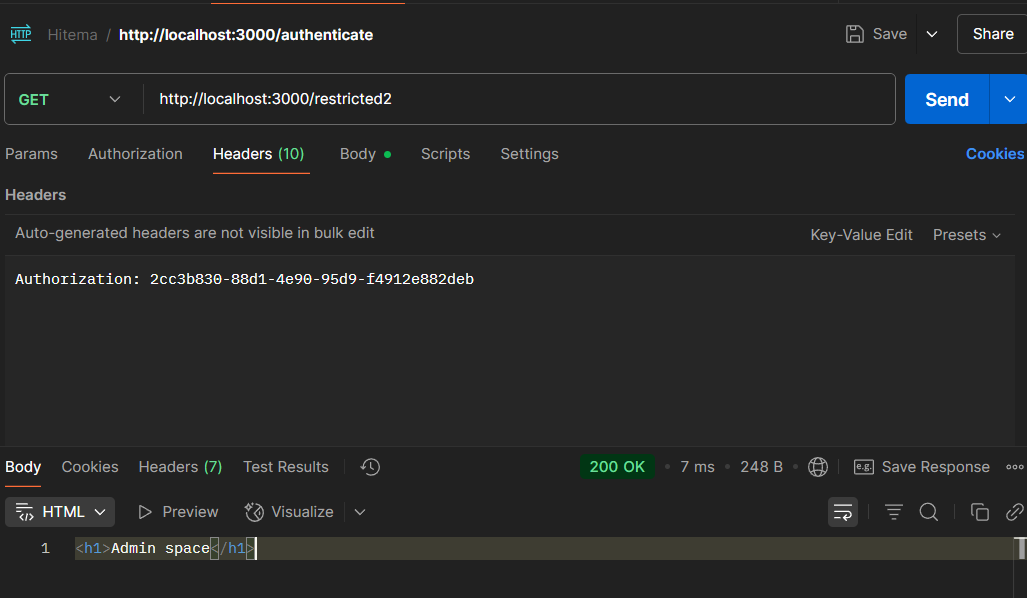 HTTP Hitema / http://localhost:3000/authenticate Save Share
GET http://localhost:3000/restricted2 Send
Params Authorization Headers (10) Body Scripts Settings Cookies
Headers
Auto-generated headers are not visible in bulk edit Key-Value Edit Presets
Authorization: 2cc3b830-88d1-4e90-95d9-f4912e882deb
Body Cookies Headers (7) Test Results 200 OK • 7 ms • 248 B • e.g. Save Response
HTML Preview Visualize
1 <h1>Admin space</h1>